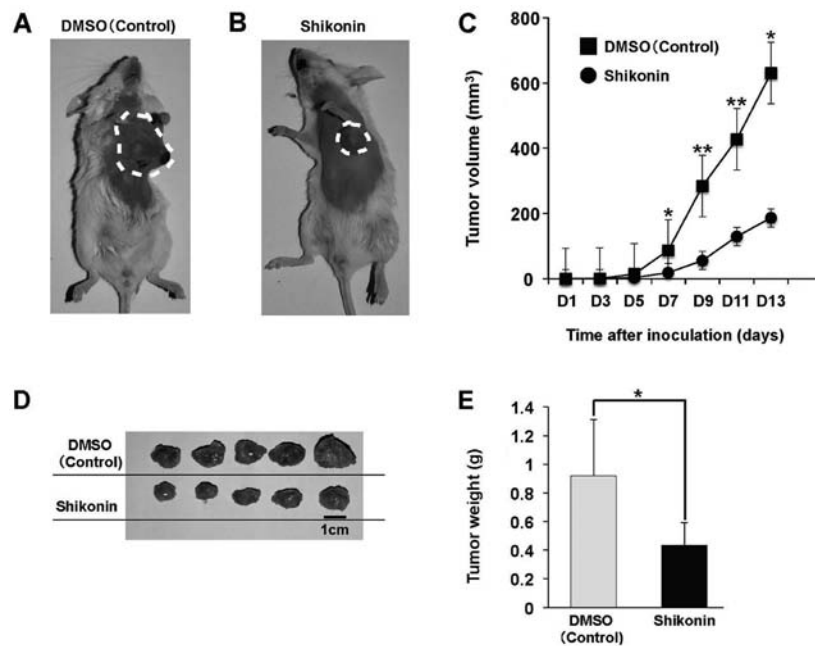 A
DMSO(Control)
B
Shikonin
C
DMSO(Control)
Shikonin
Tumor volume (mm³)
800
600
400
200
0
*
**
**
*
D1 D3 D5 D7 D9 D11 D13
Time after inoculation (days)
D
DMSO
(Control)
Shikonin
1cm
E
Tumor weight (g)
1.4
1.2
1
0.8
0.6
0.4
0.2
0
*
DMSO
(Control)
Shikonin